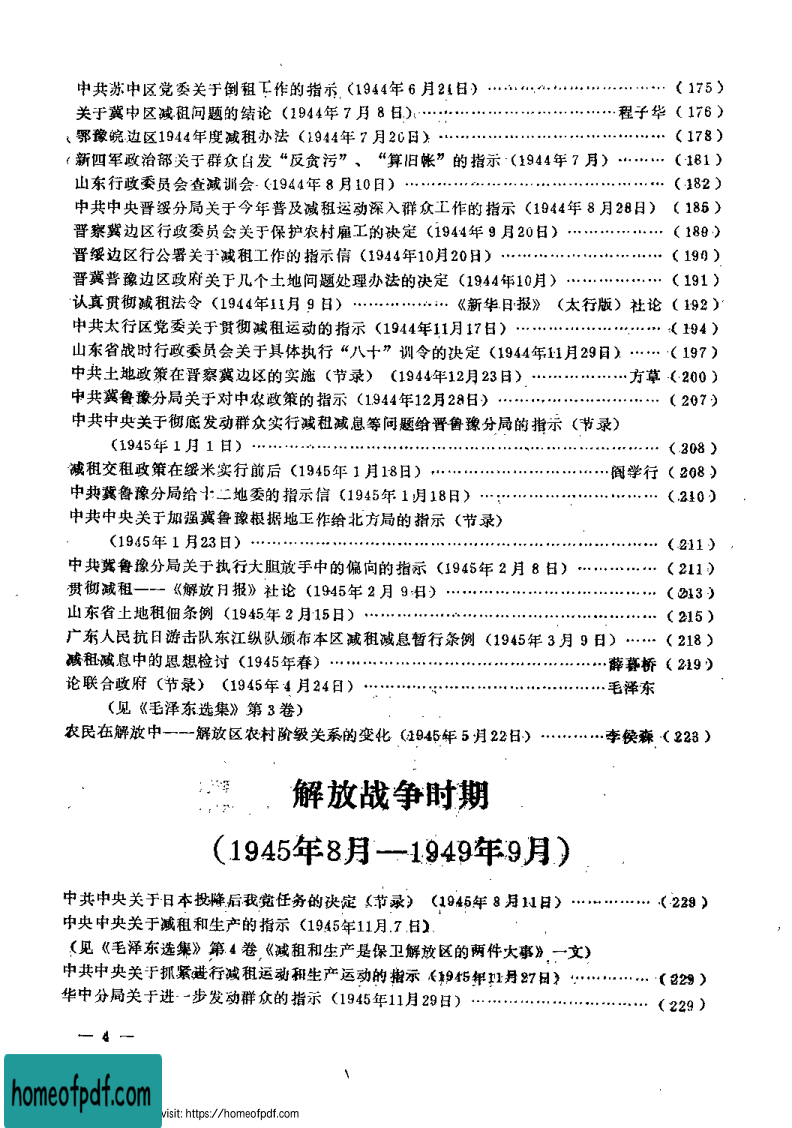 中共苏中区党委关于倒租工作的指示（1944年6月21日）……………………（175）
关于冀中区减租问题的结论（1944年7月8日）……………………程子华（176）
鄂豫皖边区1944年度减租办法（1944年7月20日）……………………（178）
新四军政治部关于群众自发“反贪污”、“算旧帐”的指示（1944年7月）………（181）
山东行政委员会查减训会（1944年8月10日）……………………（182）
中共中央晋绥分局关于今年普及减租运动深入群众工作的指示（1944年8月28日）（185）
晋察冀边区行政委员会关于保护农村雇工的决定（1944年9月20日）………………（189）
晋绥边区行公署关于减租工作的指示信（1944年10月20日）……………………（190）
晋冀鲁豫边区政府关于几个土地问题处理办法的决定（1944年10月）………………（191）
认真贯彻减租法令（1944年11月9日）………………《新华日报》（太行版）社论（192）
中共太行区党委关于贯彻减租运动的指示（1944年11月17日）……………………（194）
山东省战时行政委员会关于具体执行“八十”训令的决定（1944年11月29日）……（197）
中共土地政策在晋察冀边区的实施（节录）（1944年12月23日）………………方草（200）
中共冀鲁豫分局关于对中农政策的指示（1944年12月28日）……………………（207）
中共中央关于彻底发动群众实行减租减息等问题给晋鲁豫分局的指示（节录）
（1945年1月1日）……………………（208）
减租交租政策在绥米实行前后（1945年1月18日）……………………阎学行（208）
中共冀鲁豫分局给十二地委的指示信（1945年1月18日）……………………（210）
中共中央关于加强冀鲁豫根据地工作给北方局的指示（节录）
（1945年1月23日）……………………（211）
中共冀鲁豫分局关于执行大胆放手中的偏向的指示（1945年2月8日）……………（211）
贯彻减租——《解放日报》社论（1945年2月9日）……………………（213）
山东省土地租佃条例（1945年2月15日）……………………（215）
广东人民抗日游击队东江纵队颁布本区减租减息暂行条例（1945年3月9日）……（218）
减租减息中的思想检讨（1945年春）……………………薛暮桥（219）
论联合政府（节录）（1945年4月24日）……………………毛泽东
（见《毛泽东选集》第3卷）
农民在解放中——解放区农村阶级关系的变化（1945年5月22日）…………李侯森（223）
解放战争时期
（1945年8月—1949年9月）
中共中央关于日本投降后我党任务的决定（节录）（1945年8月11日）……………（229）
中央中央关于减租和生产的指示（1945年11月7日）
（见《毛泽东选集》第4卷《减租和生产是保卫解放区的两件大事》一文）
中共中央关于抓紧进行减租运动和生产运动的指示（1945年11月27日）……………（229）
华中分局关于进一步发动群众的指示（1945年11月29日）……………………（229）
— 4 —
homeofpdf.com
visit: https://homeofpdf.com